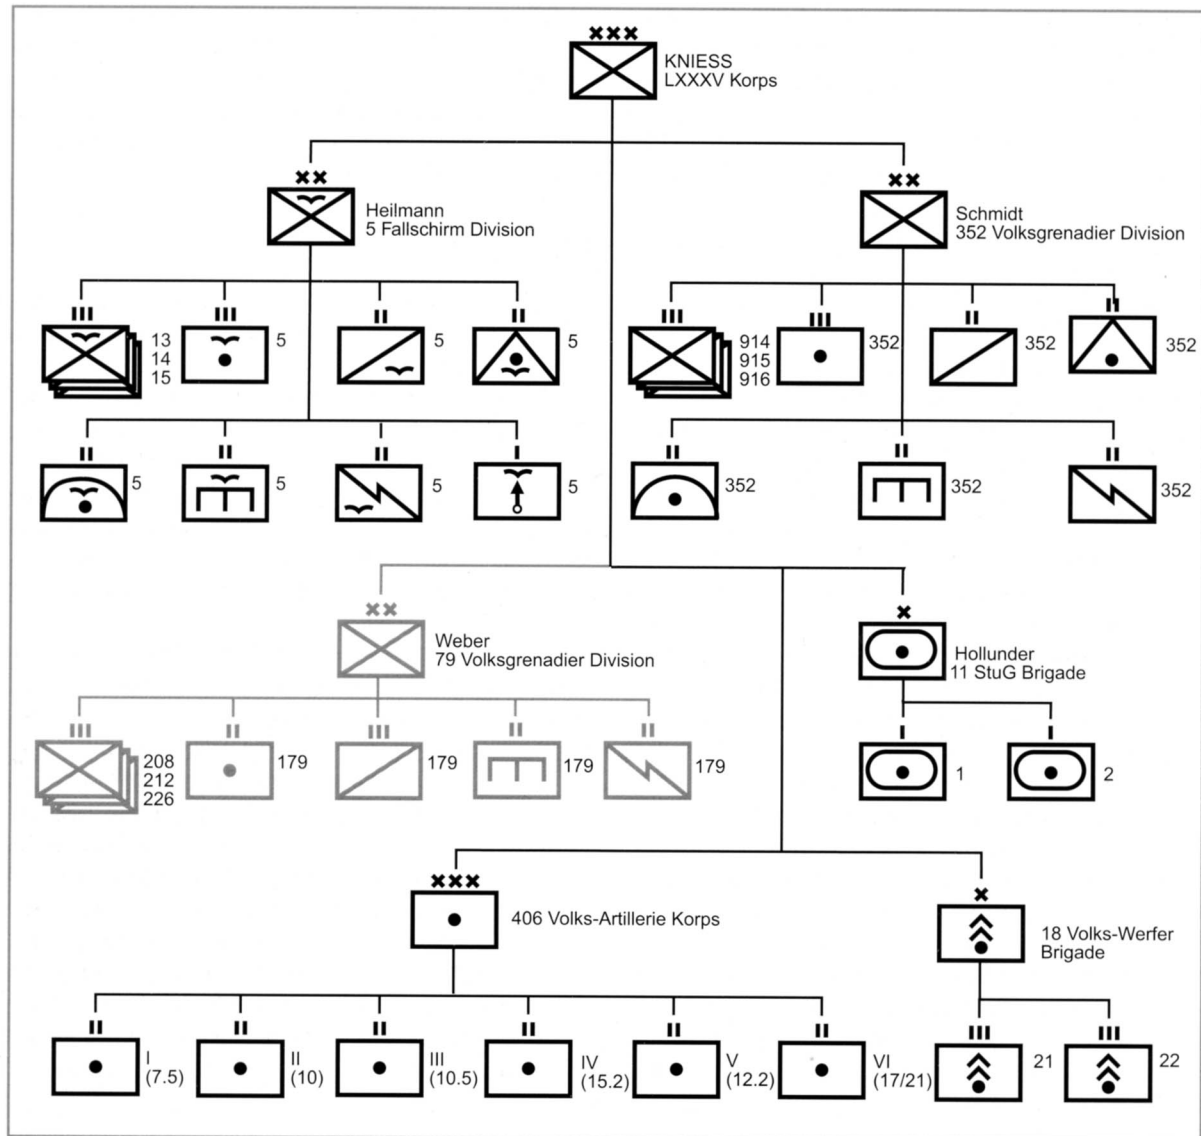 KNIESS
LXXXV Korps
Heilmann
5 Fallschirm Division
Schmidt
352 Volksgrenadier Division
13
14
15
5
5
5
914
915
916
352
352
352
5
5
5
5
352
352
352
Weber
79 Volksgrenadier Division
Hollunder
11 StuG Brigade
208
212
226
179
179
179
179
1
2
406 Volks-Artillerie Korps
18 Volks-Werfer
Brigade
I
(7.5)
II
(10)
III
(10.5)
IV
(15.2)
V
(12.2)
VI
(17/21)
21
22